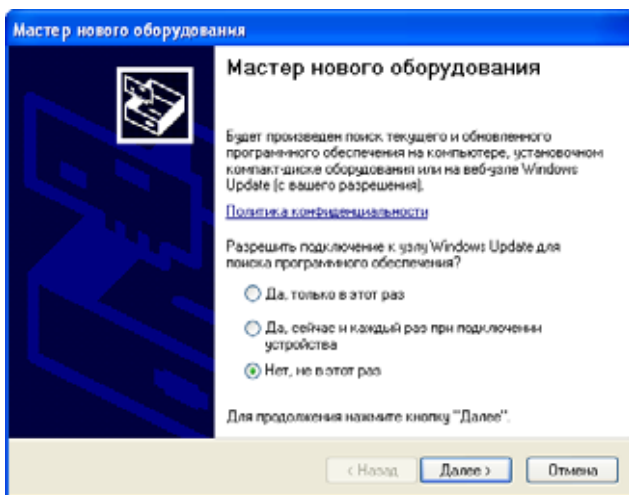 Мастер нового оборудования
Мастер нового оборудования
Будет произведен поиск текущего и обновленного
программного обеспечения на компьютере, установочном
компакт-диске оборудования или на веб-узле Windows
Update (с вашего разрешения).
Политика конфиденциальности
Разрешить подключение к узлу Windows Update для
поиска программного обеспечения?
Да, только в этот раз
Да, сейчас и каждый раз при подключении
устройства
Нет, не в этот раз
Для продолжения нажмите кнопку "Далее".
< Назад Далее > Отмена